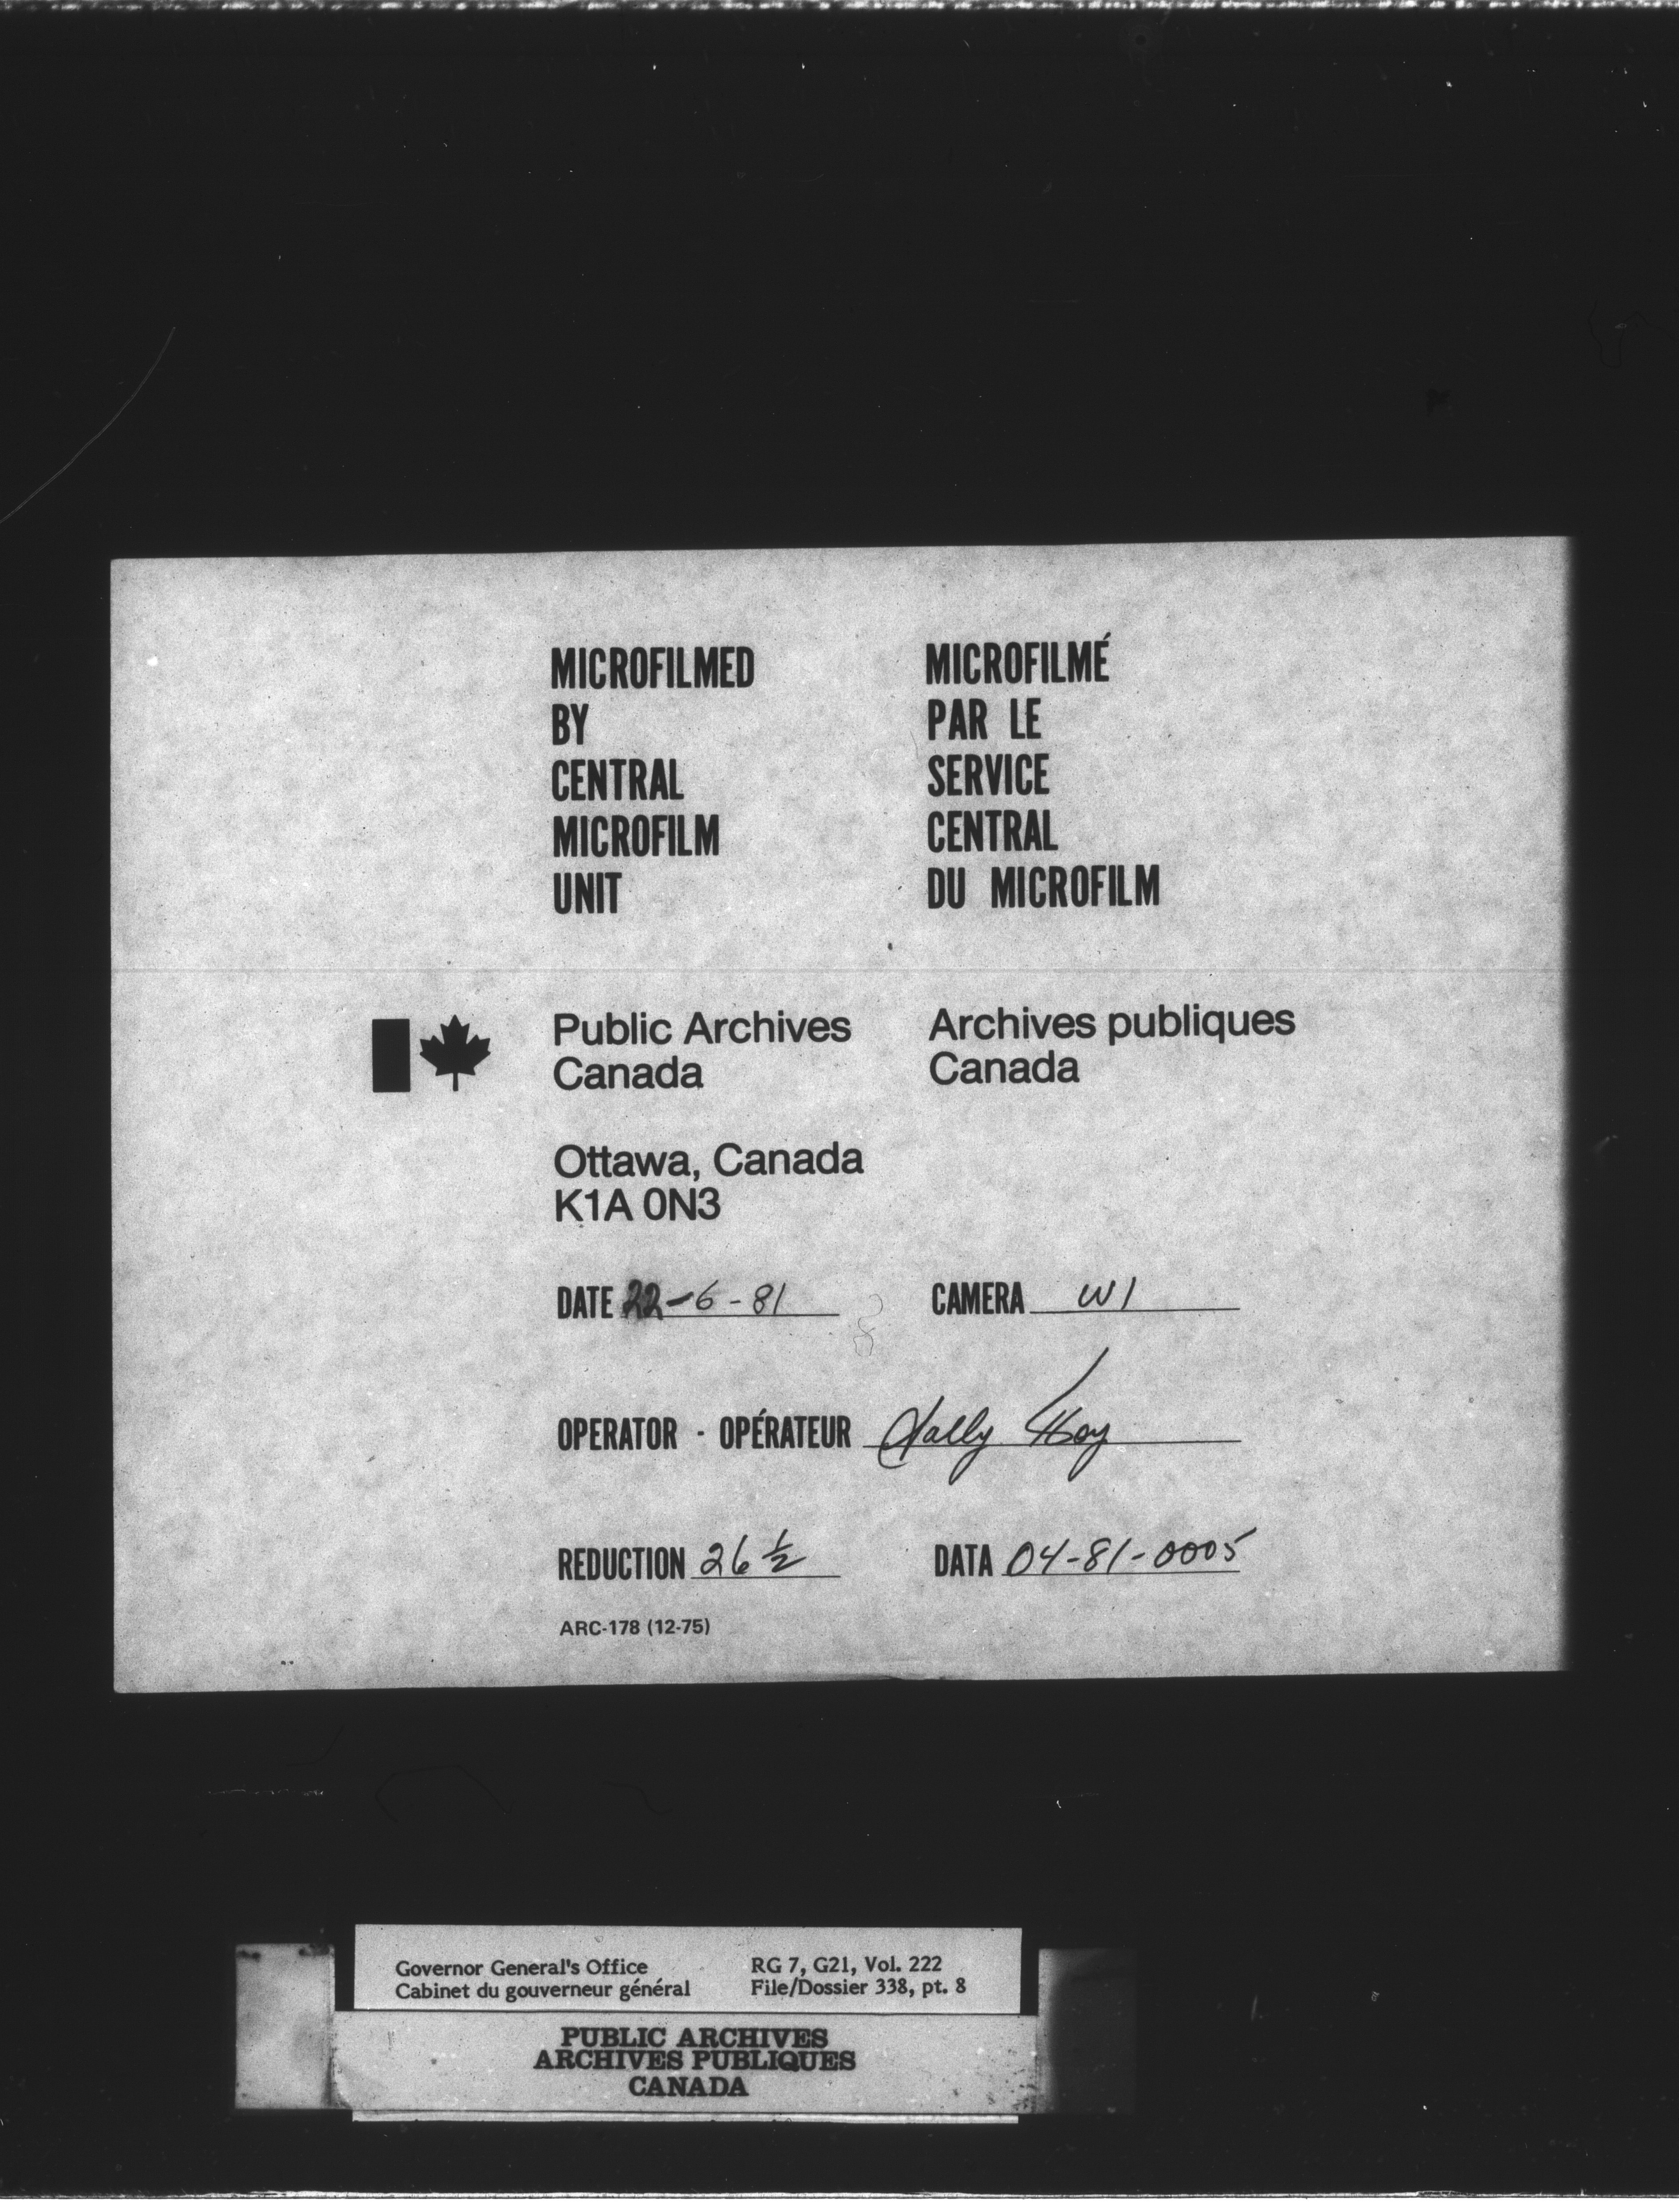 MICROFILMED
BY
CENTRAL
MICROFILM
UNIT
MICROFILMÉ
PAR LE
SERVICE
CENTRAL
DU MICROFILM
Public Archives
Canada
Archives publiques
Canada
Ottawa, Canada
K1A 0N3
DATE 22-6-81
CAMERA W1
OPERATOR - OPÉRATEUR Sally Hoy
REDUCTION 26 ½
DATA 04-81-0005
ARC-178 (12-75)
Governor General's Office
Cabinet du gouverneur général
RG 7, G21, Vol. 222
File/Dossier 338, pt. 8
PUBLIC ARCHIVES
ARCHIVES PUBLIQUES
CANADA